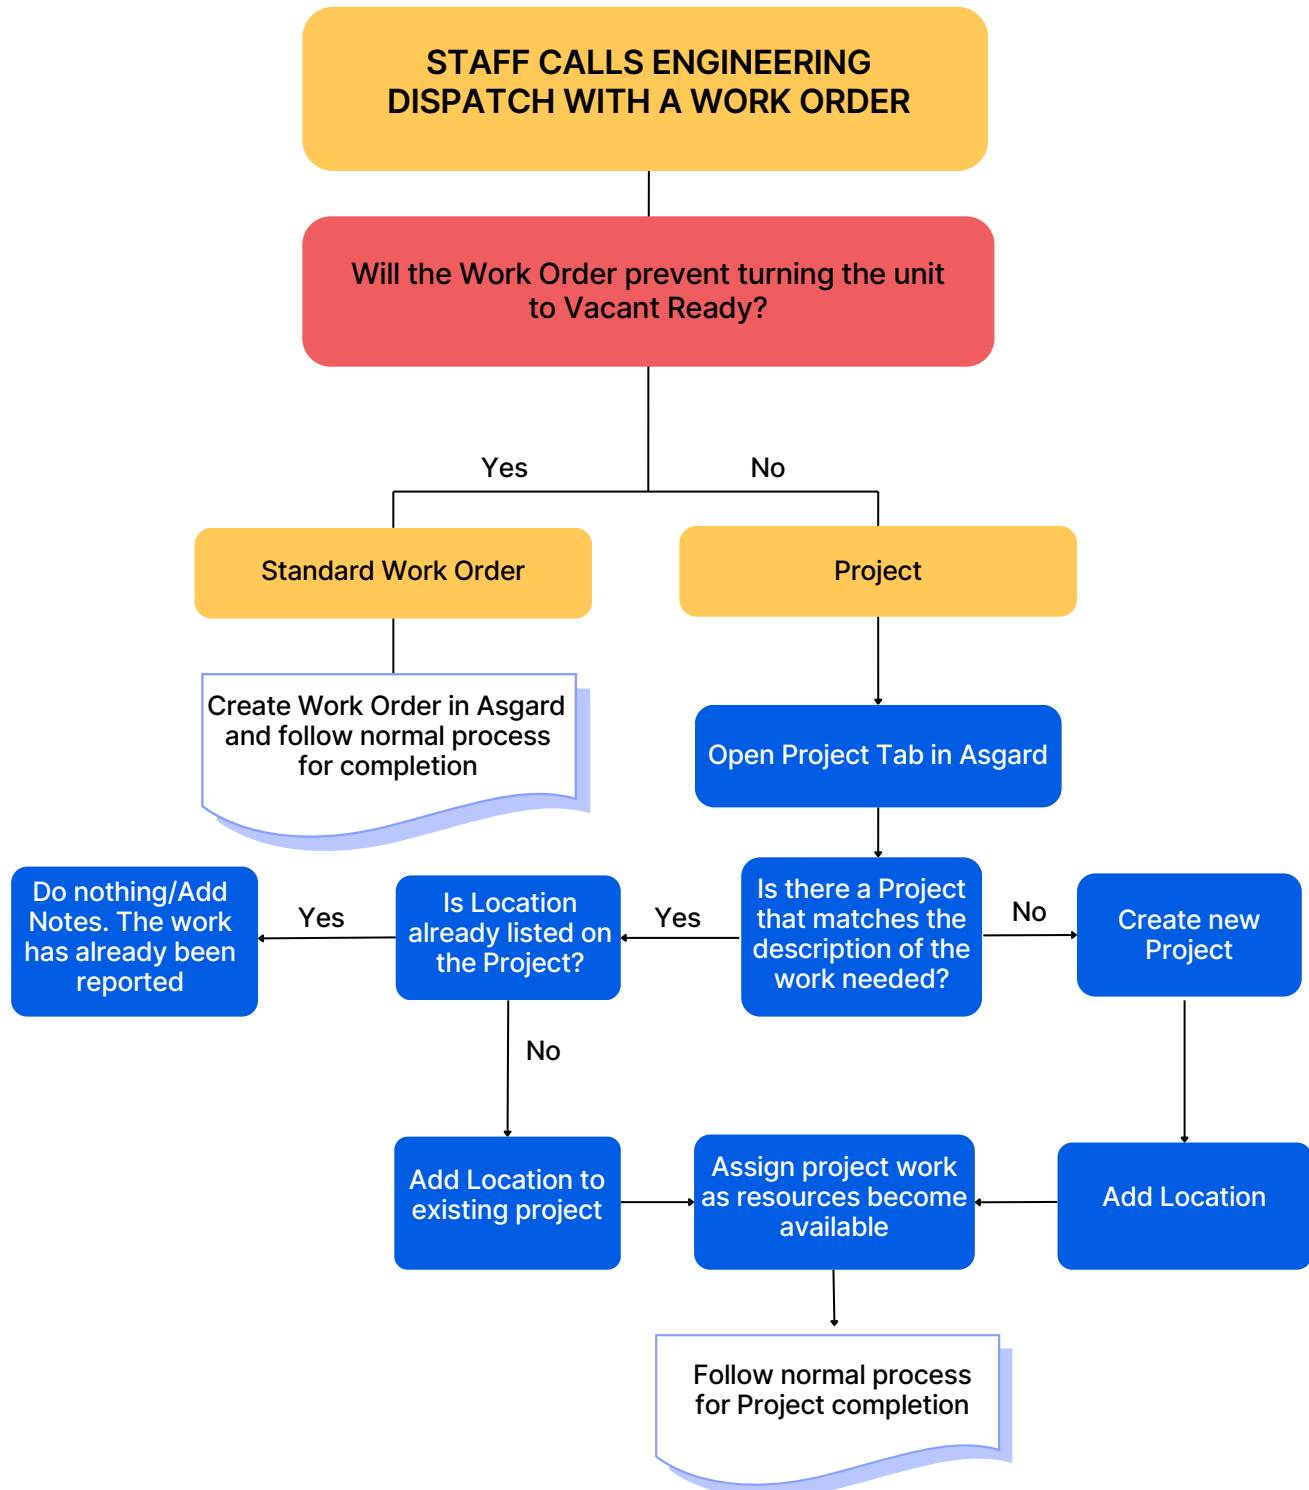 STAFF CALLS ENGINEERING
DISPATCH WITH A WORK ORDER
Will the Work Order prevent turning the unit
to Vacant Ready?
Yes
No
Standard Work Order
Project
Create Work Order in Asgard
and follow normal process
for completion
Open Project Tab in Asgard
Do nothing/Add
Notes. The work
has already been
reported
Yes
Is Location
already listed on
the Project?
Yes
Is there a Project
that matches the
description of the
work needed?
No
Create new
Project
No
Add Location to
existing project
Assign project work
as resources become
available
Add Location
Follow normal process
for Project completion